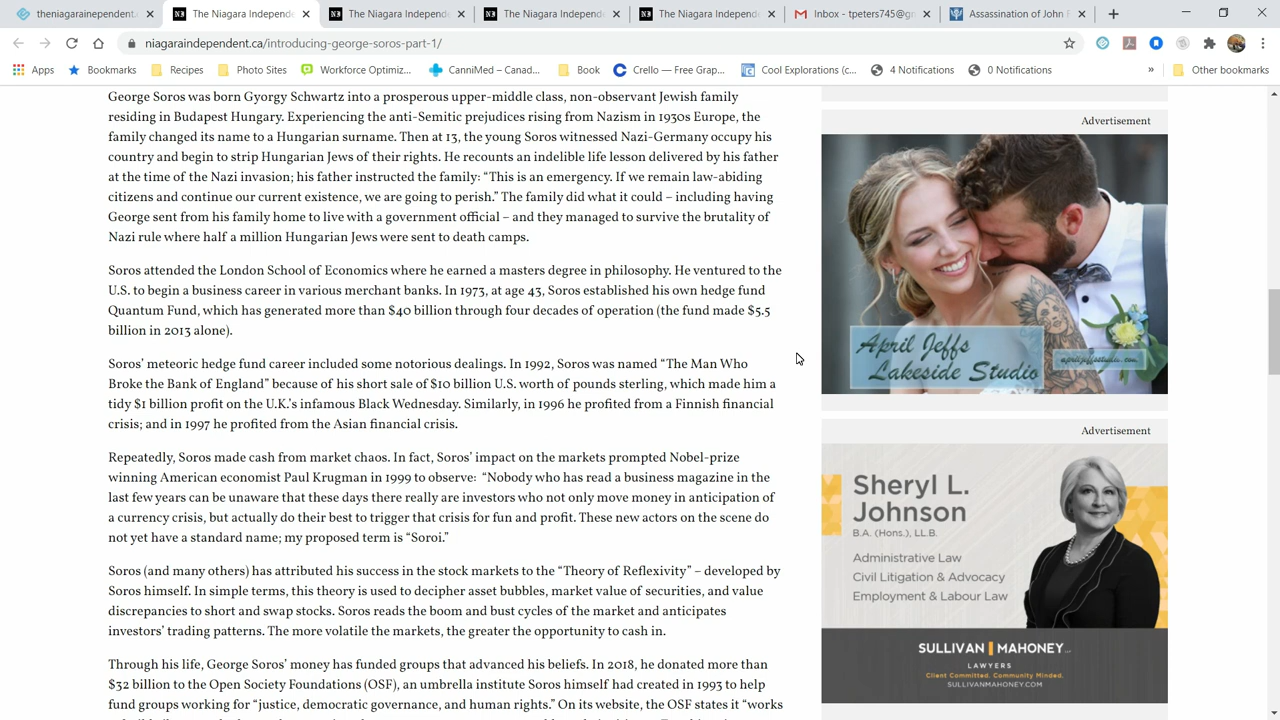 theniagaraindependent.c
The Niagara Independe
The Niagara Independe
The Niagara Independe
The Niagara Independe
Inbox - tpeters745@gm
Assassination of John F
niagaraindependent.ca/introducing-george-soros-part-1/
Apps
Bookmarks
Recipes
Photo Sites
Workforce Optimiz...
CanniMed – Canad...
Book
Crello — Free Grap...
Cool Explorations (c...
4 Notifications
0 Notifications
»
Other bookmarks
George Soros was born Gyorgy Schwartz into a prosperous upper-middle class, non-observant Jewish family
residing in Budapest Hungary. Experiencing the anti-Semitic prejudices rising from Nazism in 1930s Europe, the
family changed its name to a Hungarian surname. Then at 13, the young Soros witnessed Nazi-Germany occupy his
country and begin to strip Hungarian Jews of their rights. He recounts an indelible life lesson delivered by his father
at the time of the Nazi invasion; his father instructed the family: “This is an emergency. If we remain law-abiding
citizens and continue our current existence, we are going to perish.” The family did what it could – including having
George sent from his family home to live with a government official – and they managed to survive the brutality of
Nazi rule where half a million Hungarian Jews were sent to death camps.
Soros attended the London School of Economics where he earned a masters degree in philosophy. He ventured to the
U.S. to begin a business career in various merchant banks. In 1973, at age 43, Soros established his own hedge fund
Quantum Fund, which has generated more than $40 billion through four decades of operation (the fund made $5.5
billion in 2013 alone).
Soros’ meteoric hedge fund career included a number of infamous dealings. In 1992, Soros was named “The Man Who
Broke the Bank of England” because of his short sale of $10 billion U.S. worth of pounds sterling, which made him a
tidy $1 billion profit on the U.K.’s infamous Black Wednesday. Similarly, in 1996 he profited from a Finnish financial
crisis; and in 1997 he profited from the Asian financial crisis.
Repeatedly, Soros made cash from market chaos. In fact, Soros’ impact on the markets prompted Nobel-prize
winning American economist Paul Krugman in 1999 to observe: “Nobody who has read a business magazine in the
last few years can be unaware that these days there really are investors who not only move money in anticipation of
a currency crisis, but actually do their best to trigger that crisis for fun and profit. These new actors on the scene do
not yet have a standard name; my proposed term is “Soroi.”
Soros (and many others) has attributed his success in the stock markets to the “Theory of Reflexivity” – developed by
Soros himself. In simple terms, this theory is used to decipher asset bubbles, market value of securities, and value
discrepancies to short and swap stocks. Soros reads the boom and bust cycles of the market and anticipates
investors’ trading patterns. The more volatile the markets, the greater the opportunity to cash in.
Through his life, George Soros’ money has funded groups that advanced his beliefs. In 2018, he donated more than
$32 billion to the Open Society Foundation (OSF), an umbrella institute Soros himself had created in 1993 to
fund groups working for “justice, democratic governance, and human rights.” On its website, the OSF states it “works
Advertisement
April Jeffs
Lakeside Studio
apriljeffsstudio.com
Advertisement
Sheryl L.
Johnson
B.A. (Hons.), LL.B.
Administrative Law
Civil Litigation & Advocacy
Employment & Labour Law
SULLIVAN MAHONEY LLP
LAWYERS
Client Committed. Community Minded.
SULLIVANMAHONEY.COM